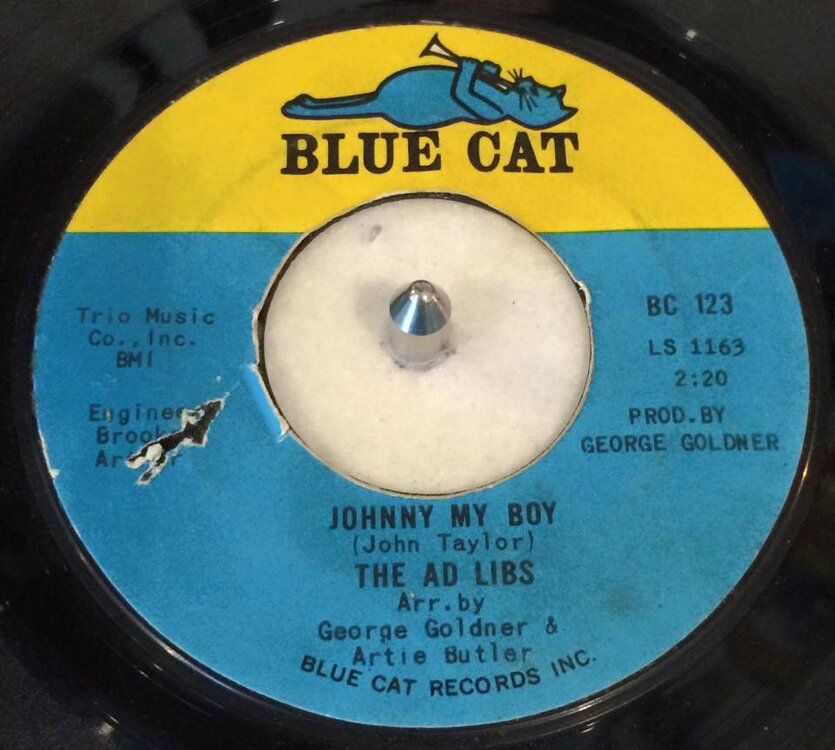 BLUE CAT
Trio Music
Co., Inc.
BMI
BC 123
LS 1163
2:20
PROD.BY
GEORGE GOLDNER
JOHNNY MY BOY
(John Taylor)
THE AD LIBS
Arr.by
George Goldner &
Artie Butler
BLUE CAT RECORDS INC.